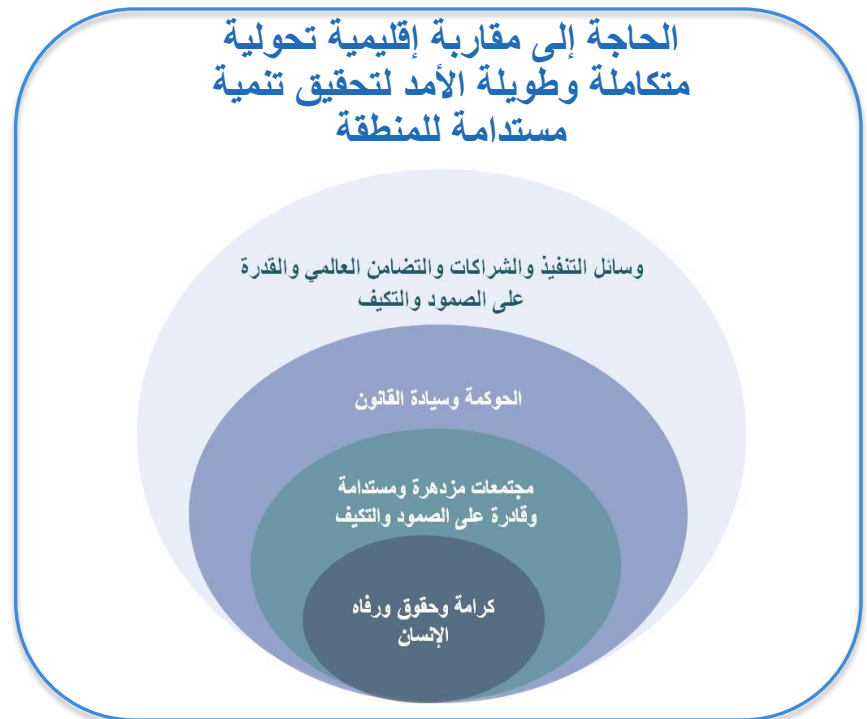 الحاجة إلى مقاربة إقليمية تحولية
متكاملة وطويلة الأمد لتحقيق تنمية
مستدامة للمنطقة
وسائل التنفيذ والشراكات والتضامن العالمي والقدرة
على الصمود والتكيف
الحوكمة وسيادة القانون
مجتمعات مزدهرة ومستدامة
وقادرة على الصمود والتكيف
كرامة وحقوق ورفاه
الإنسان